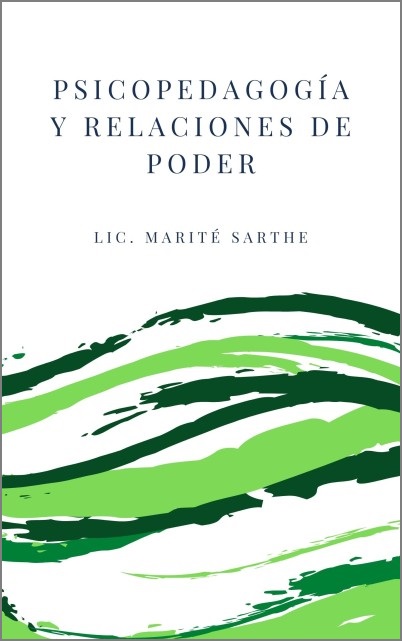 PSICOPEDAGOGÍA
Y RELACIONES DE
PODER
LIC. MARITÉ SARTHE